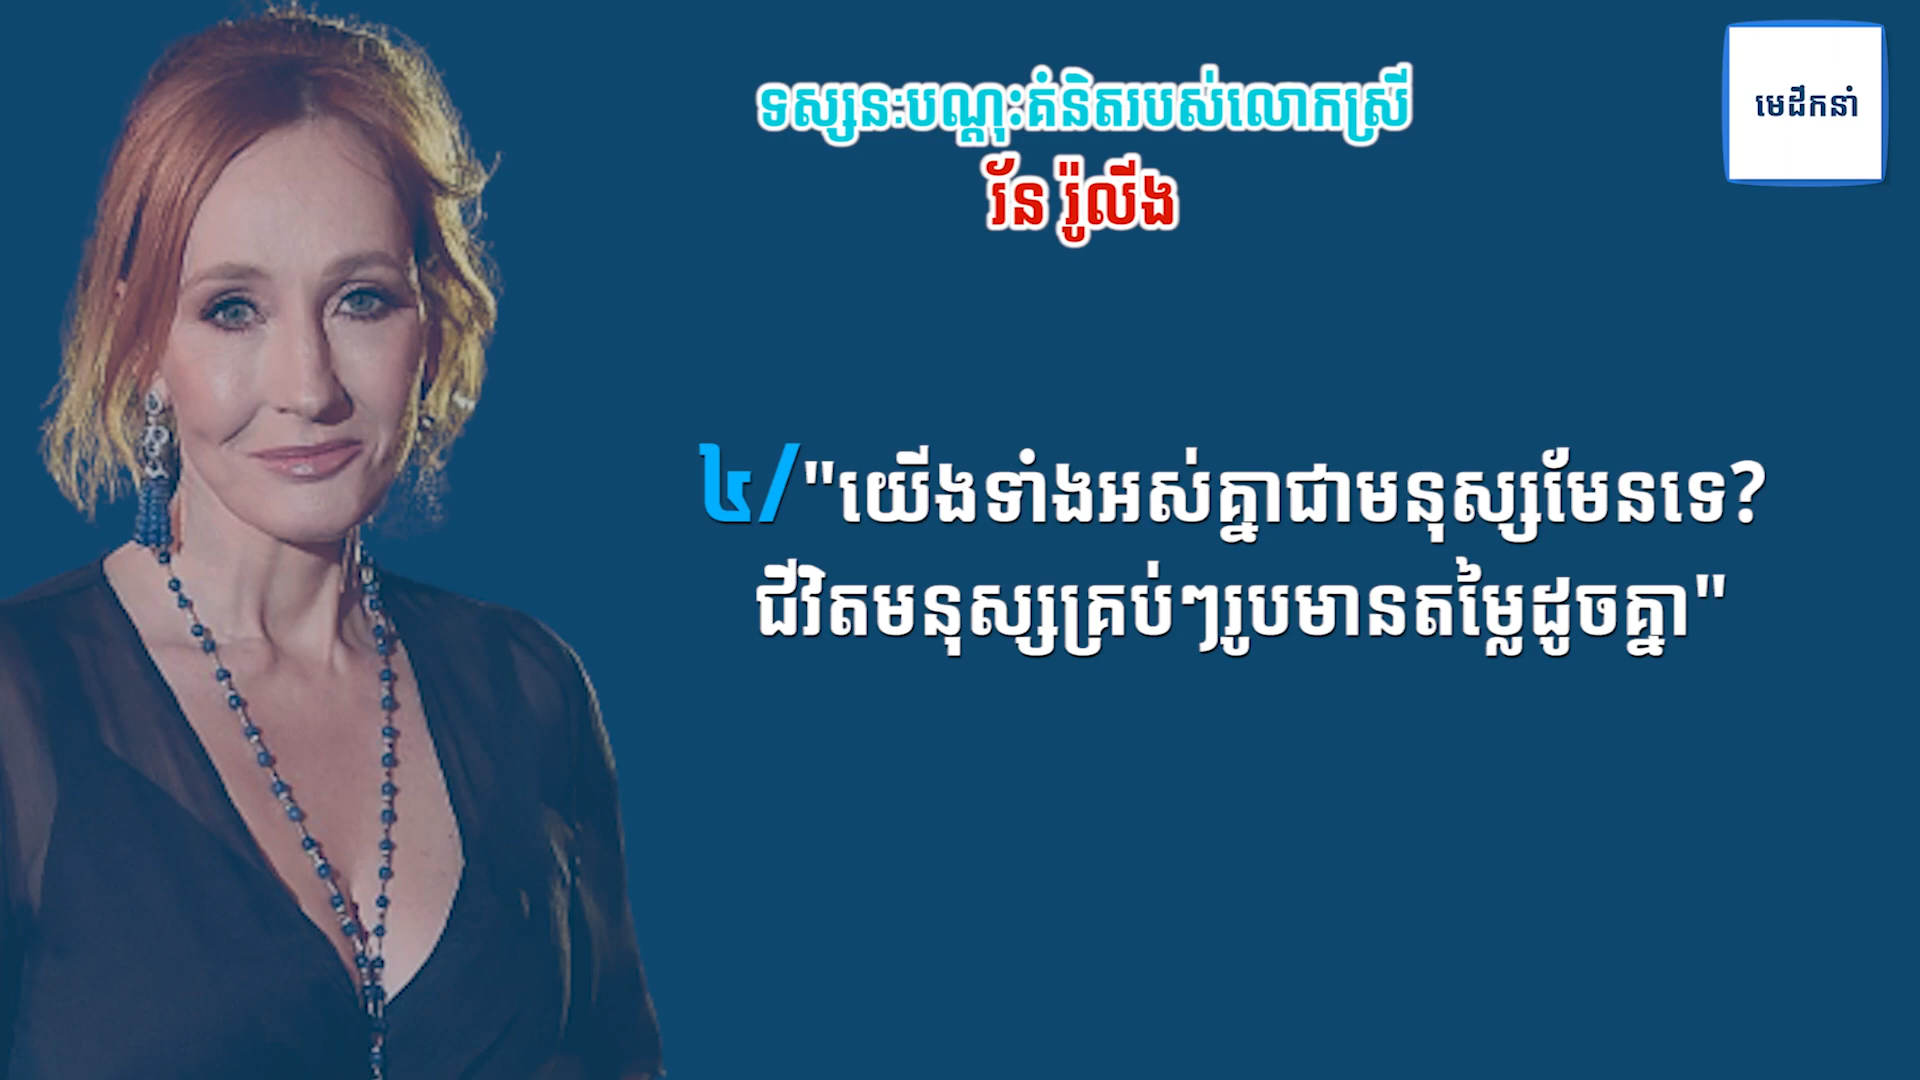 ទស្សនៈបណ្តុះគំនិតរបស់លោកស្រី
រ័ន រ៉ូលីង
មេដឹកនាំ
៤/"យើងទាំងអស់គ្នាជាមនុស្សមែនទេ?
ជីវិតមនុស្សគ្រប់ៗរូបមានតម្លៃដូចគ្នា"